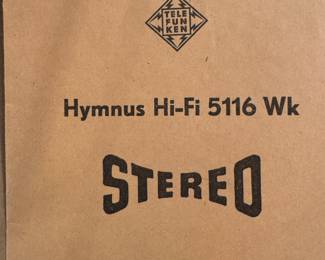 TELE
FUN
KEN
Hymnus Hi-Fi 5116 Wk
STEREO